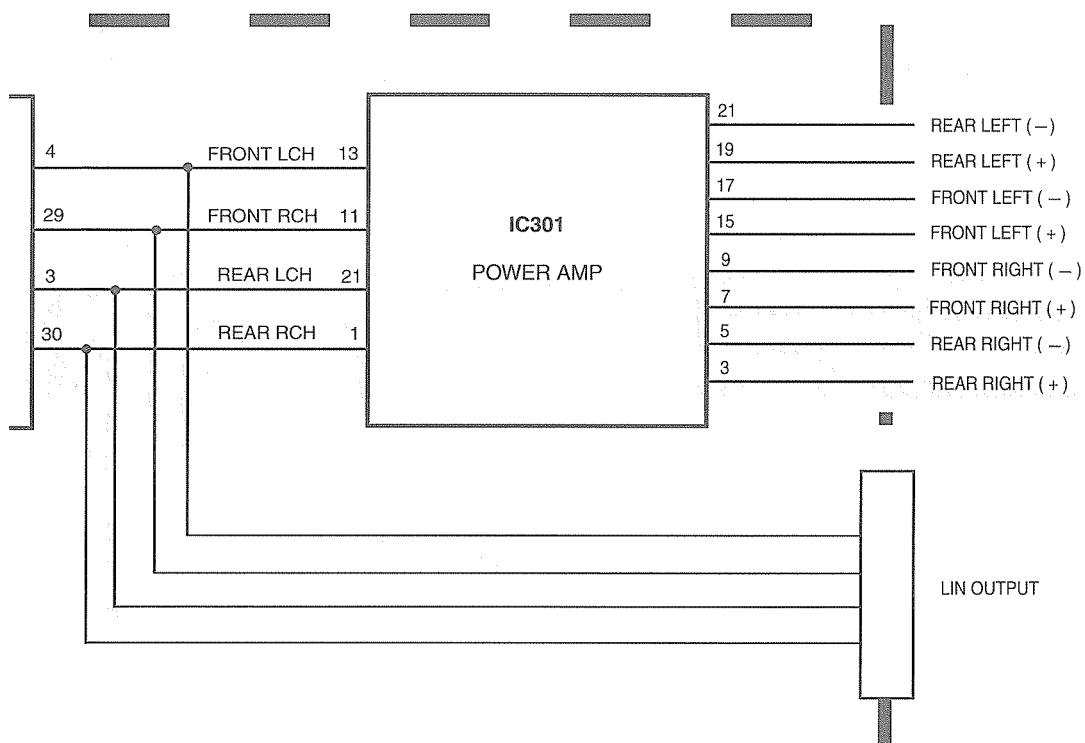 4 FRONT LCH 13
29 FRONT RCH 11
3 REAR LCH 21
30 REAR RCH 1
IC301
POWER AMP
21 REAR LEFT (−)
19 REAR LEFT (+)
17 FRONT LEFT (−)
15 FRONT LEFT (+)
9 FRONT RIGHT (−)
7 FRONT RIGHT (+)
5 REAR RIGHT (−)
3 REAR RIGHT (+)
LIN OUTPUT